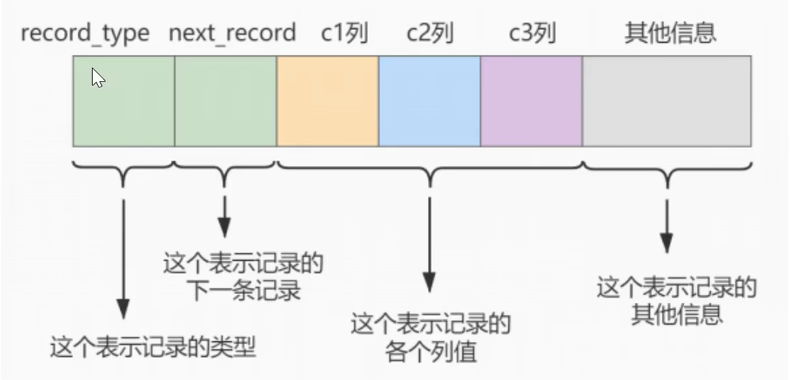 record_type next_record c1列 c2列 c3列 其他信息
这个表示记录的
下一条记录
这个表示记录的类型
这个表示记录的
各个列值
这个表示记录的
其他信息